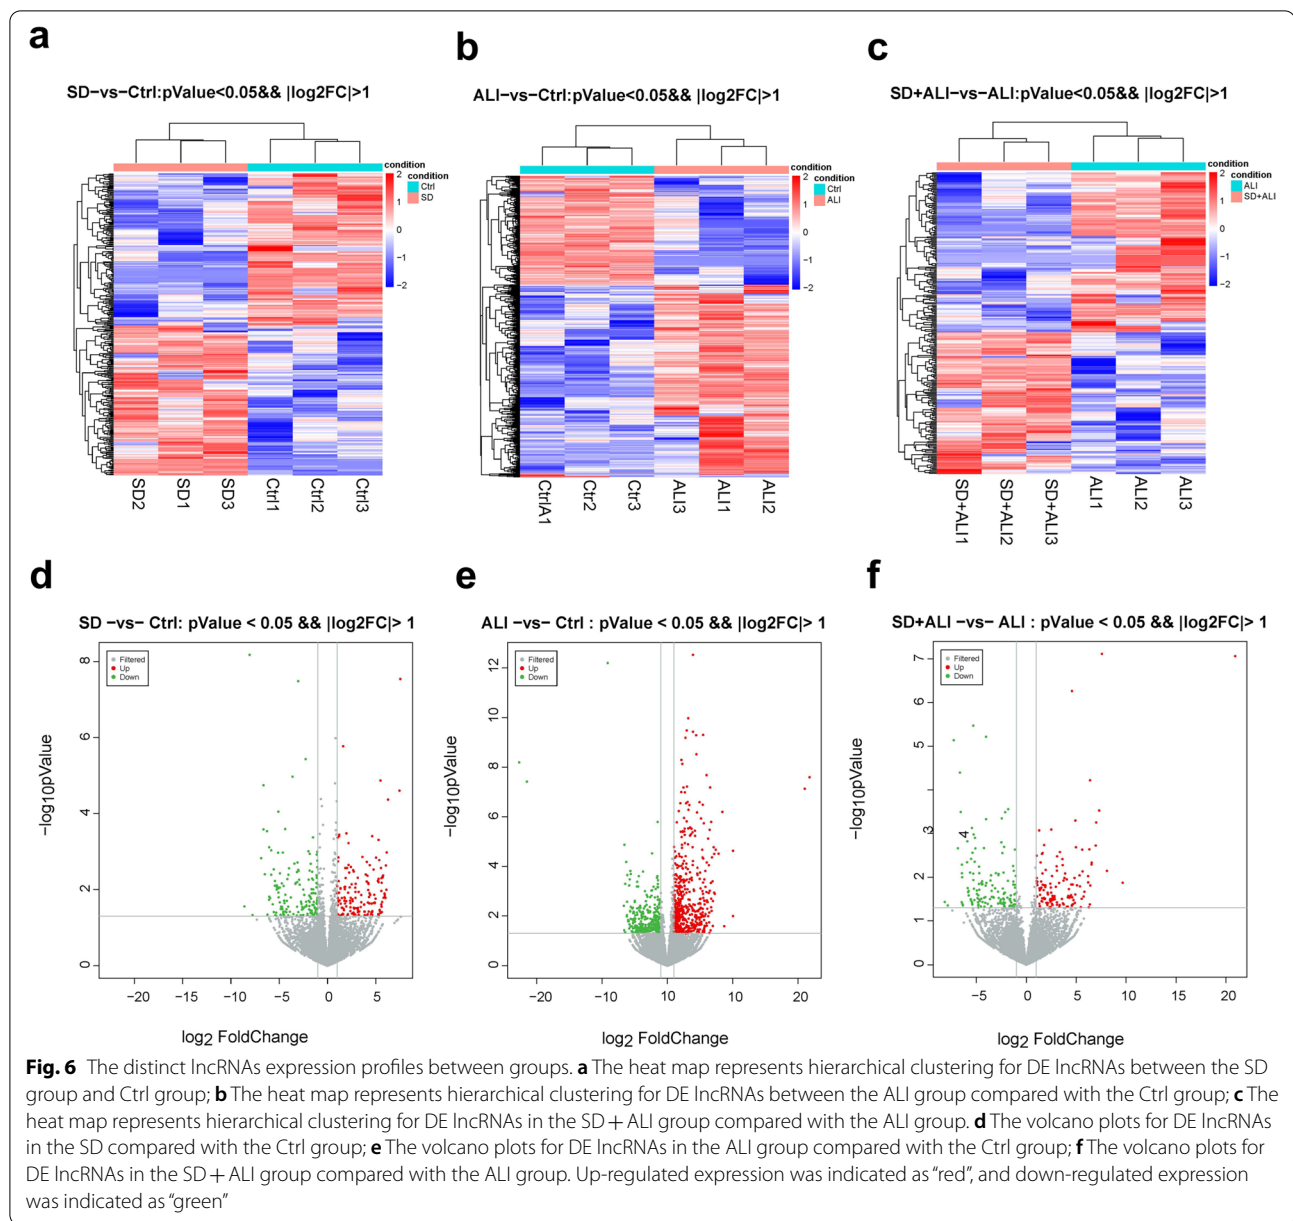 a
SD−vs−Ctrl:pValue<0.05&& |log2FC|>1
condition
condition
Ctrl
SD
2
1
0
−1
−2
SD2
SD1
SD3
Ctrl1
Ctrl2
Ctrl3
b
ALI−vs−Ctrl:pValue<0.05&& |log2FC|>1
condition
condition
Ctrl
ALI
2
1
0
−1
−2
CtrlA1
Ctr2
Ctr3
ALI3
ALI1
ALI2
c
SD+ALI−vs−ALI:pValue<0.05&& |log2FC|>1
condition
condition
ALI
SD+ALI
2
1
0
−1
−2
SD+ALI1
SD+ALI2
SD+ALI3
ALI1
ALI2
ALI3
d
SD −vs− Ctrl: pValue < 0.05 && |log2FC|> 1
Filtered
Up
Down
−log10pValue
8
6
4
2
0
−20 −15 −10 −5 0 5
log2 FoldChange
e
ALI −vs− Ctrl : pValue < 0.05 && |log2FC|> 1
Filtered
Up
Down
−log10pValue
12
10
8
6
4
2
0
−20 −10 10 10 20
log2 FoldChange
f
SD+ALI −vs− ALI : pValue < 0.05 && |log2FC|> 1
Filtered
Up
Down
−log10pValue
7
6
5
3
4
2
1
0
−5 0 5 10 15 20
log2 FoldChange
Fig. 6 The distinct lncRNAs expression profiles between groups. a The heat map represents hierarchical clustering for DE lncRNAs between the SD
group and Ctrl group; b The heat map represents hierarchical clustering for DE lncRNAs between the ALI group compared with the Ctrl group; c The
heat map represents hierarchical clustering for DE lncRNAs in the SD + ALI group compared with the ALI group. d The volcano plots for DE lncRNAs
in the SD compared with the Ctrl group; e The volcano plots for DE lncRNAs in the ALI group compared with the Ctrl group; f The volcano plots for
DE lncRNAs in the SD + ALI group compared with the ALI group. Up-regulated expression was indicated as “red”, and down-regulated expression
was indicated as “green”